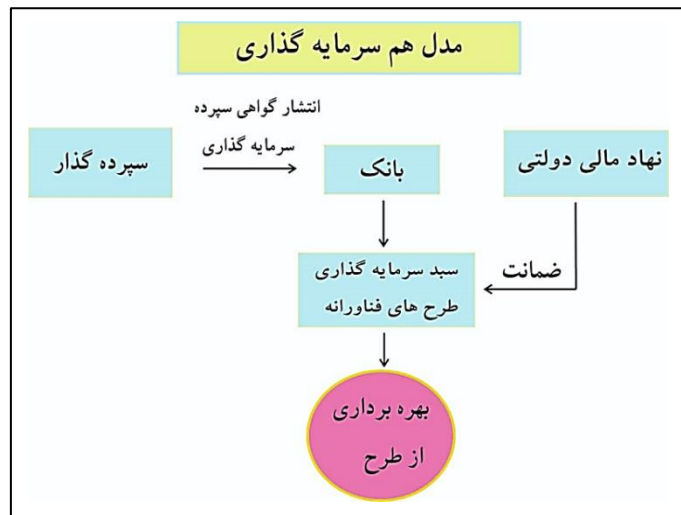 مدل هم سرمایه گذاری
انتشار گواهی سپرده
سرمایه گذاری
سپرده گذار
بانک
نهاد مالی دولتی
ضمانت
سبد سرمایه گذاری
طرح های فناورانه
بهره برداری
از طرح